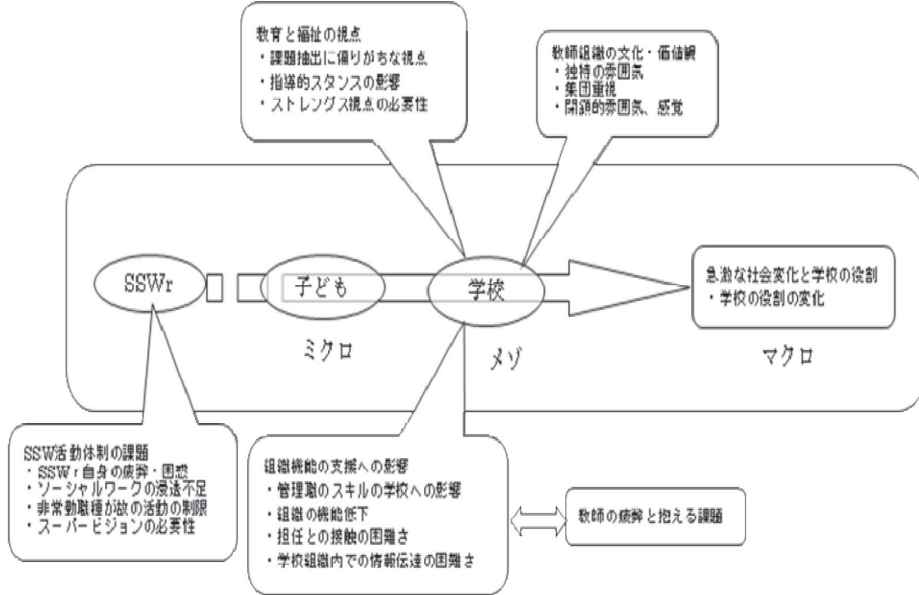 教育と福祉の視点
・課題抽出に偏りがちな視点
・指導的スタンスの影響
・ストレングス視点の必要性
教師組織の文化・価値観
・独特の雰囲気
・集団重視
・閉鎖的雰囲気、感覚
SSWr
子ども
学校
急激な社会変化と学校の役割
・学校の役割の変化
ミクロ
メゾ
マクロ
SSW活動体制の課題
・SSWr自身の疲弊・困惑
・ソーシャルワークの浸透不足
・非常勤職種が故の活動の制限
・スーパービジョンの必要性
組織機能の支援への影響
・管理職のスキルの学校への影響
・組織の機能低下
・担任との接触の困難さ
・学校組織内での情報伝達の困難さ
教師の疲弊と抱える課題